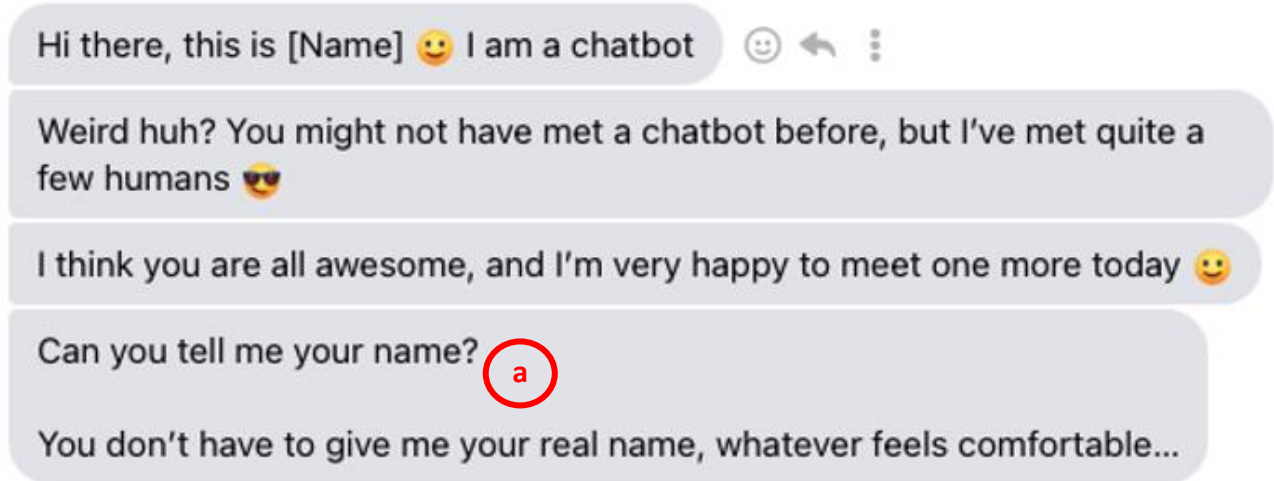 Hi there, this is [Name] 🙂 I am a chatbot
Weird huh? You might not have met a chatbot before, but I’ve met quite a
few humans 😎
I think you are all awesome, and I’m very happy to meet one more today 🙂
Can you tell me your name?
a
You don’t have to give me your real name, whatever feels comfortable...